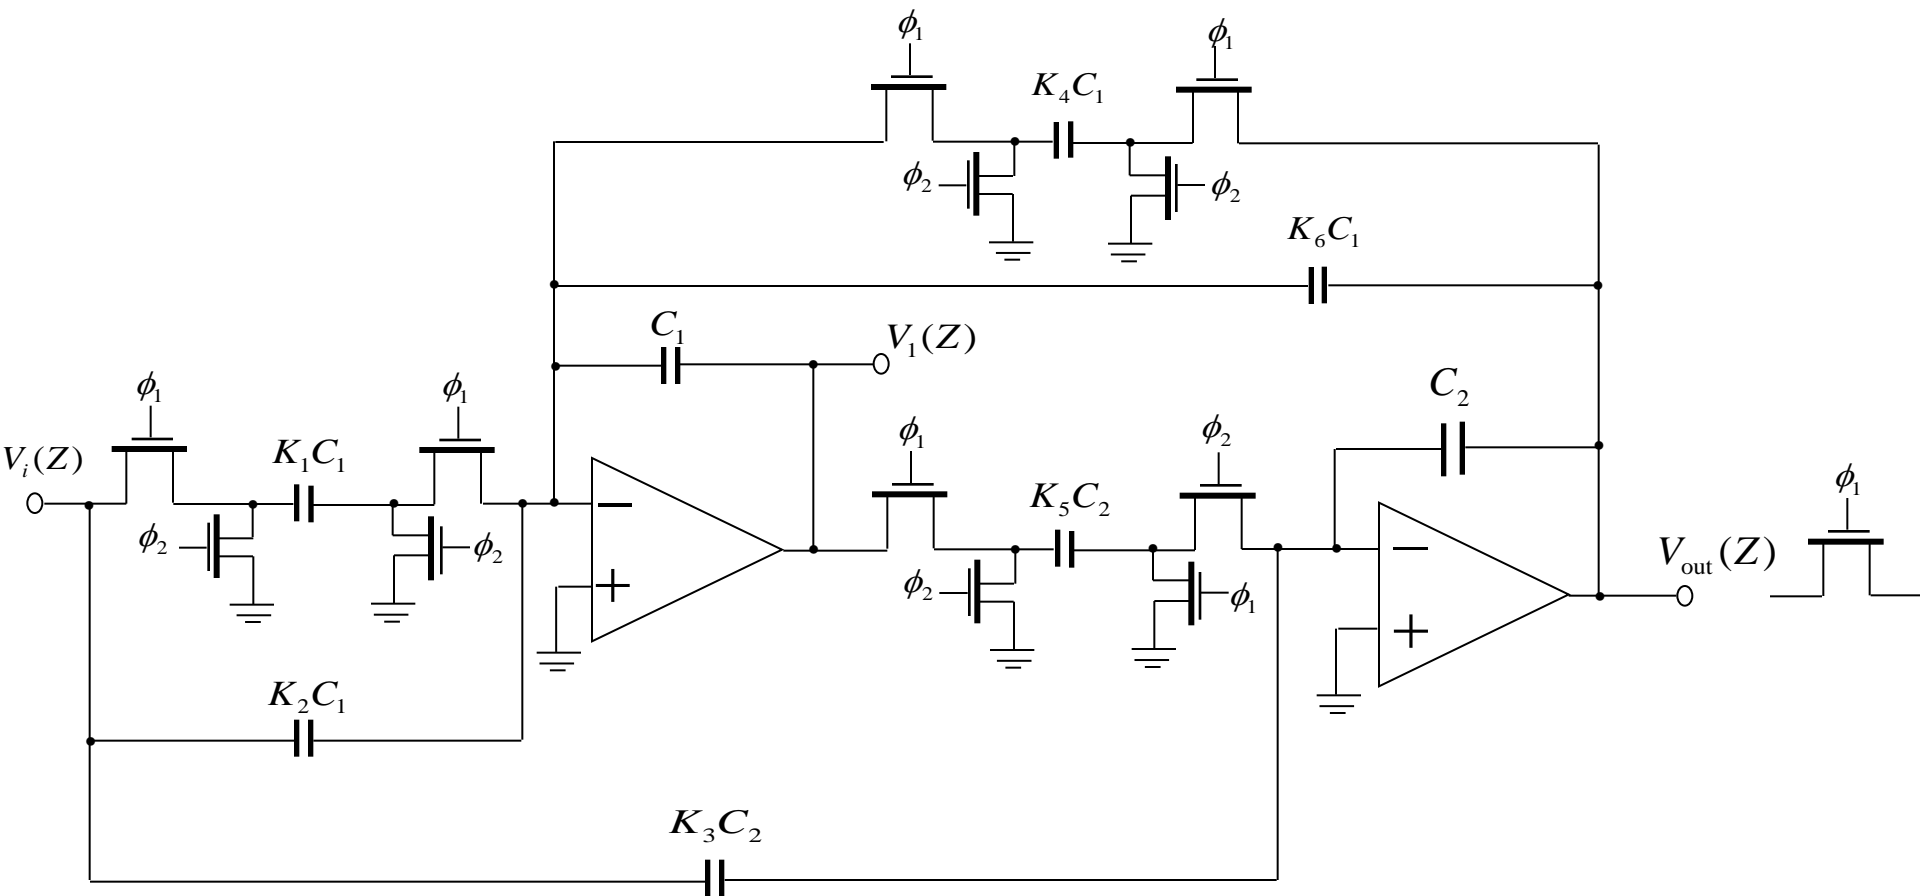 ϕ₁
ϕ₁
K₄C₁
ϕ₂
ϕ₂
K₆C₁
C₁
V₁(Z)
ϕ₁
ϕ₁
C₂
Vᵢ(Z)
K₁C₁
ϕ₁
ϕ₂
K₅C₂
ϕ₁
ϕ₂
ϕ₂
−
+
ϕ₂
ϕ₁
−
+
V_out(Z)
K₂C₁
K₃C₂